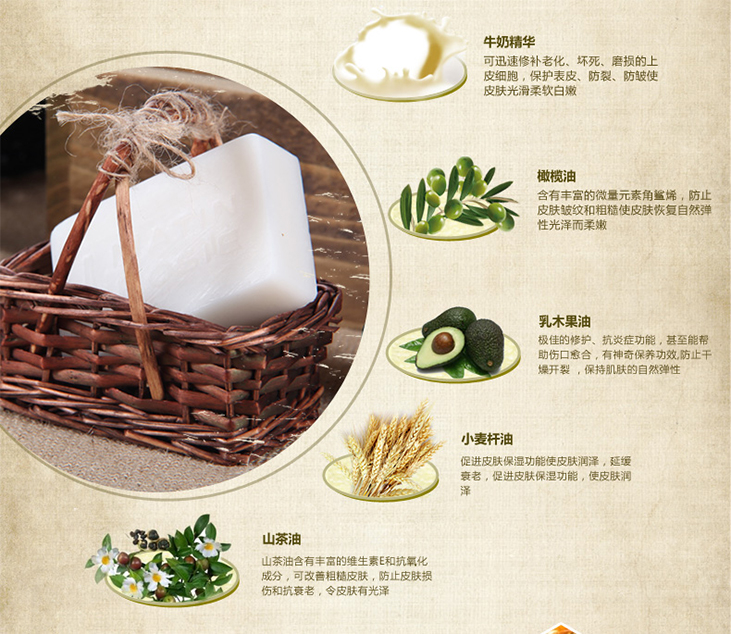 牛奶精华
可迅速修补老化、坏死、磨损的上
皮细胞，保护表皮、防裂、防皱使
皮肤光滑柔软白嫩
橄榄油
含有丰富的微量元素角鲨烯，防止
皮肤皱纹和粗糙使皮肤恢复自然弹
性光泽而柔嫩
乳木果油
极佳的修护、抗炎症功能，甚至能帮
助伤口愈合，有神奇保养功效,防止干
燥开裂 ，保持肌肤的自然弹性
小麦杆油
促进皮肤保湿功能使皮肤润泽，延缓
衰老，促进皮肤保湿功能，使皮肤润
泽
山茶油
山茶油含有丰富的维生素E和抗氧化
成分，可改善粗糙皮肤，防止皮肤损
伤和抗衰老，令皮肤有光泽